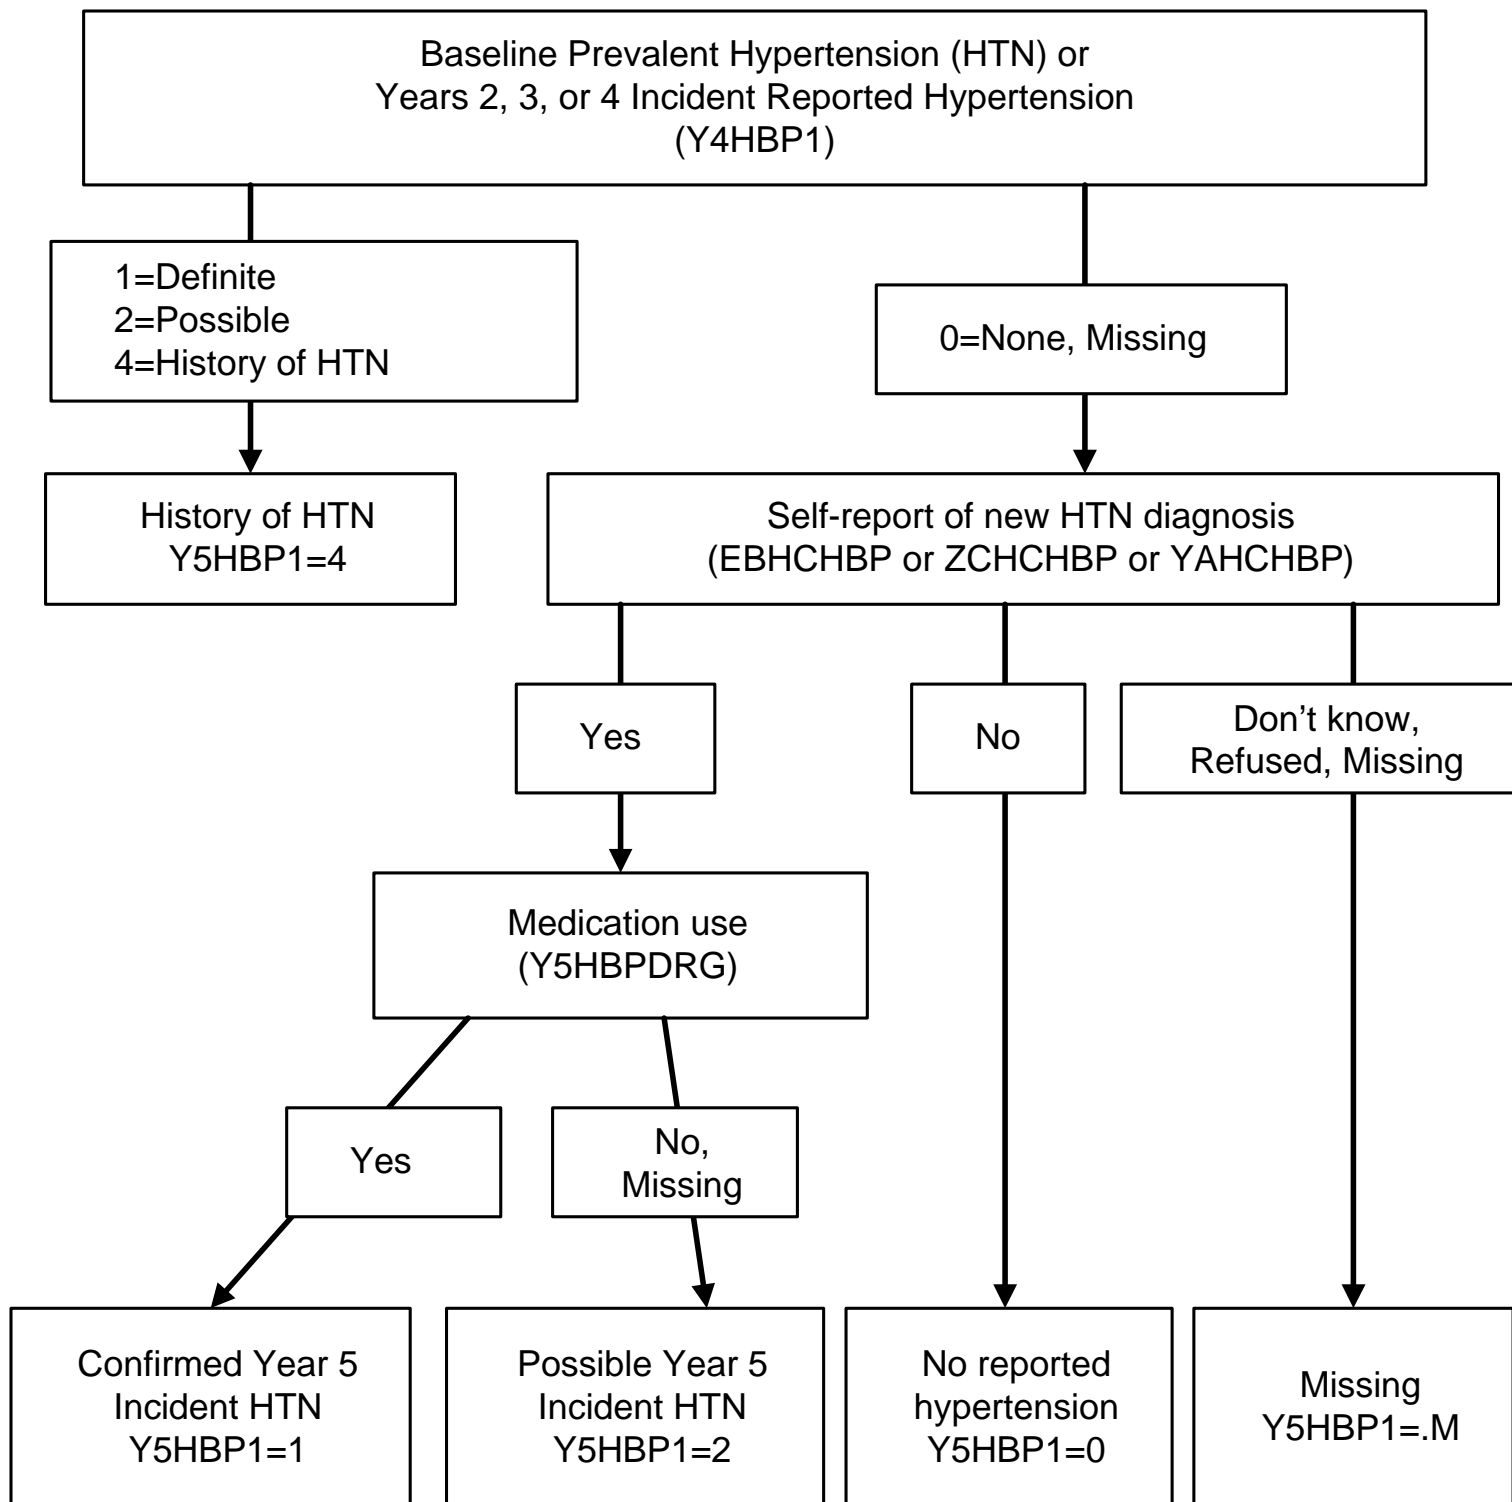 Baseline Prevalent Hypertension (HTN) or
Years 2, 3, or 4 Incident Reported Hypertension
(Y4HBP1)
1=Definite
2=Possible
4=History of HTN
0=None, Missing
History of HTN
Y5HBP1=4
Self-report of new HTN diagnosis
(EBHCHBP or ZCHCHBP or YAHCHBP)
Yes
No
Don’t know,
Refused, Missing
Medication use
(Y5HBPDRG)
Yes
No,
Missing
Confirmed Year 5
Incident HTN
Y5HBP1=1
Possible Year 5
Incident HTN
Y5HBP1=2
No reported
hypertension
Y5HBP1=0
Missing
Y5HBP1=.M